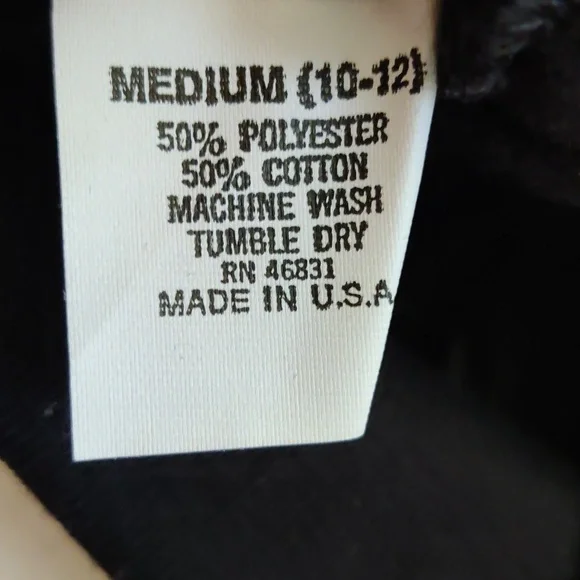 MEDIUM (10-12)
50% POLYESTER
50% COTTON
MACHINE WASH
TUMBLE DRY
RN 46831
MADE IN U.S.A